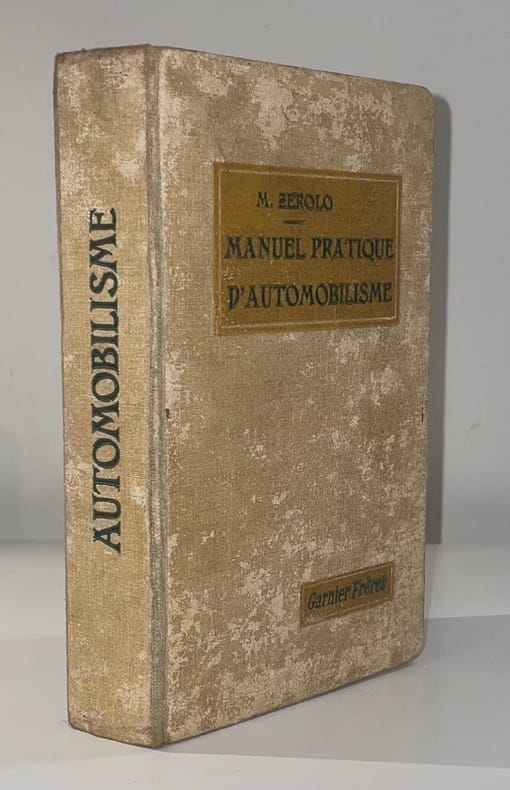 AUTOMOBILISME
M. ZEROLO
MANUEL PRATIQUE
D'AUTOMOBILISME
Garnier Frères